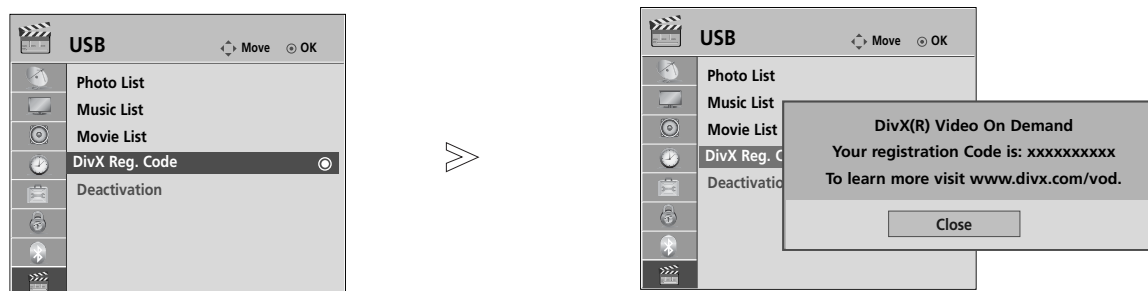 USB Move OK
Photo List
Music List
Movie List
DivX Reg. Code
Deactivation
USB Move OK
Photo List
Music List
Movie List
DivX Reg. C
Deactivatio
DivX(R) Video On Demand
Your registration Code is: xxxxxxxxxx
To learn more visit www.divx.com/vod.
Close